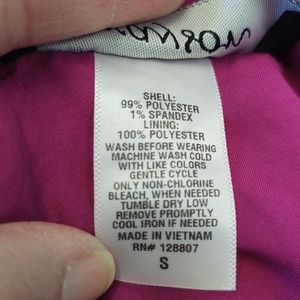 SHELL:
99% POLYESTER
1% SPANDEX
LINING:
100% POLYESTER
WASH BEFORE WEARING
MACHINE WASH COLD
WITH LIKE COLORS
GENTLE CYCLE
ONLY NON-CHLORINE
BLEACH, WHEN NEEDED
TUMBLE DRY LOW
REMOVE PROMPTLY
COOL IRON IF NEEDED
MADE IN VIETNAM
RN# 128807
S